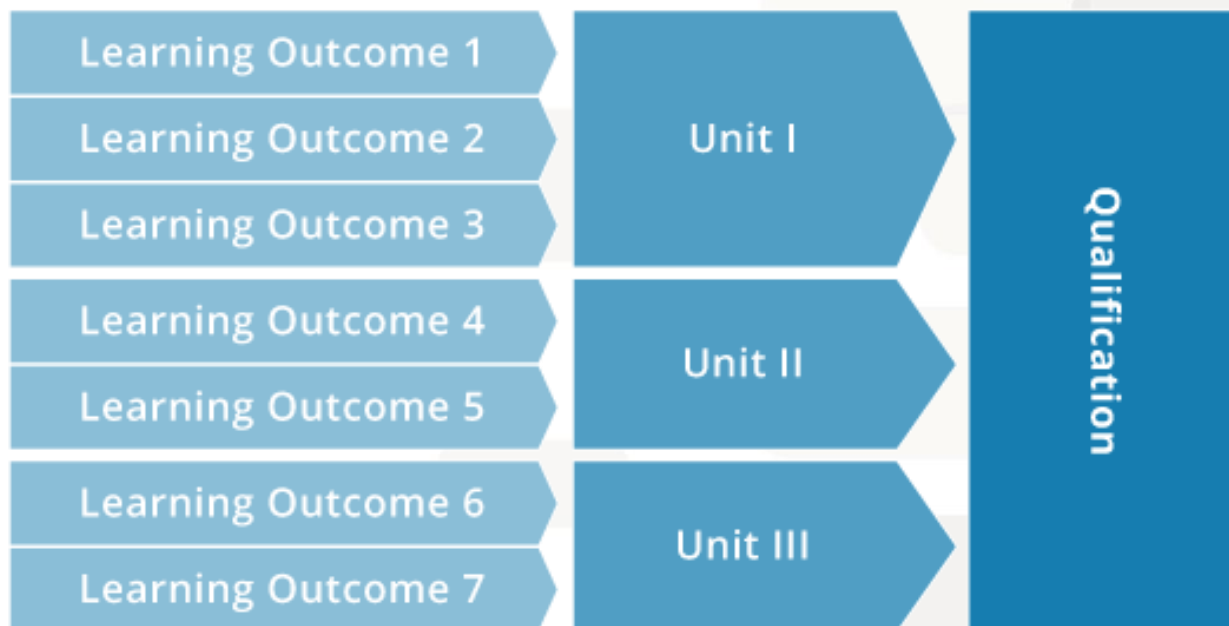 Learning Outcome 1
Learning Outcome 2
Learning Outcome 3
Unit I
Learning Outcome 4
Learning Outcome 5
Unit II
Learning Outcome 6
Learning Outcome 7
Unit III
Qualification